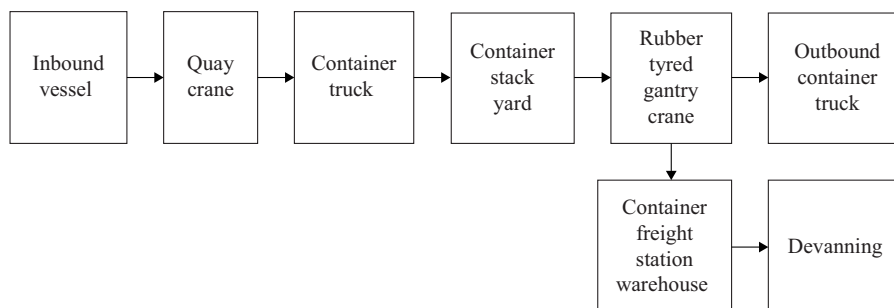 Inbound
vessel
Quay
crane
Container
truck
Container
stack
yard
Rubber
tyred
gantry
crane
Outbound
container
truck
Container
freight
station
warehouse
Devanning